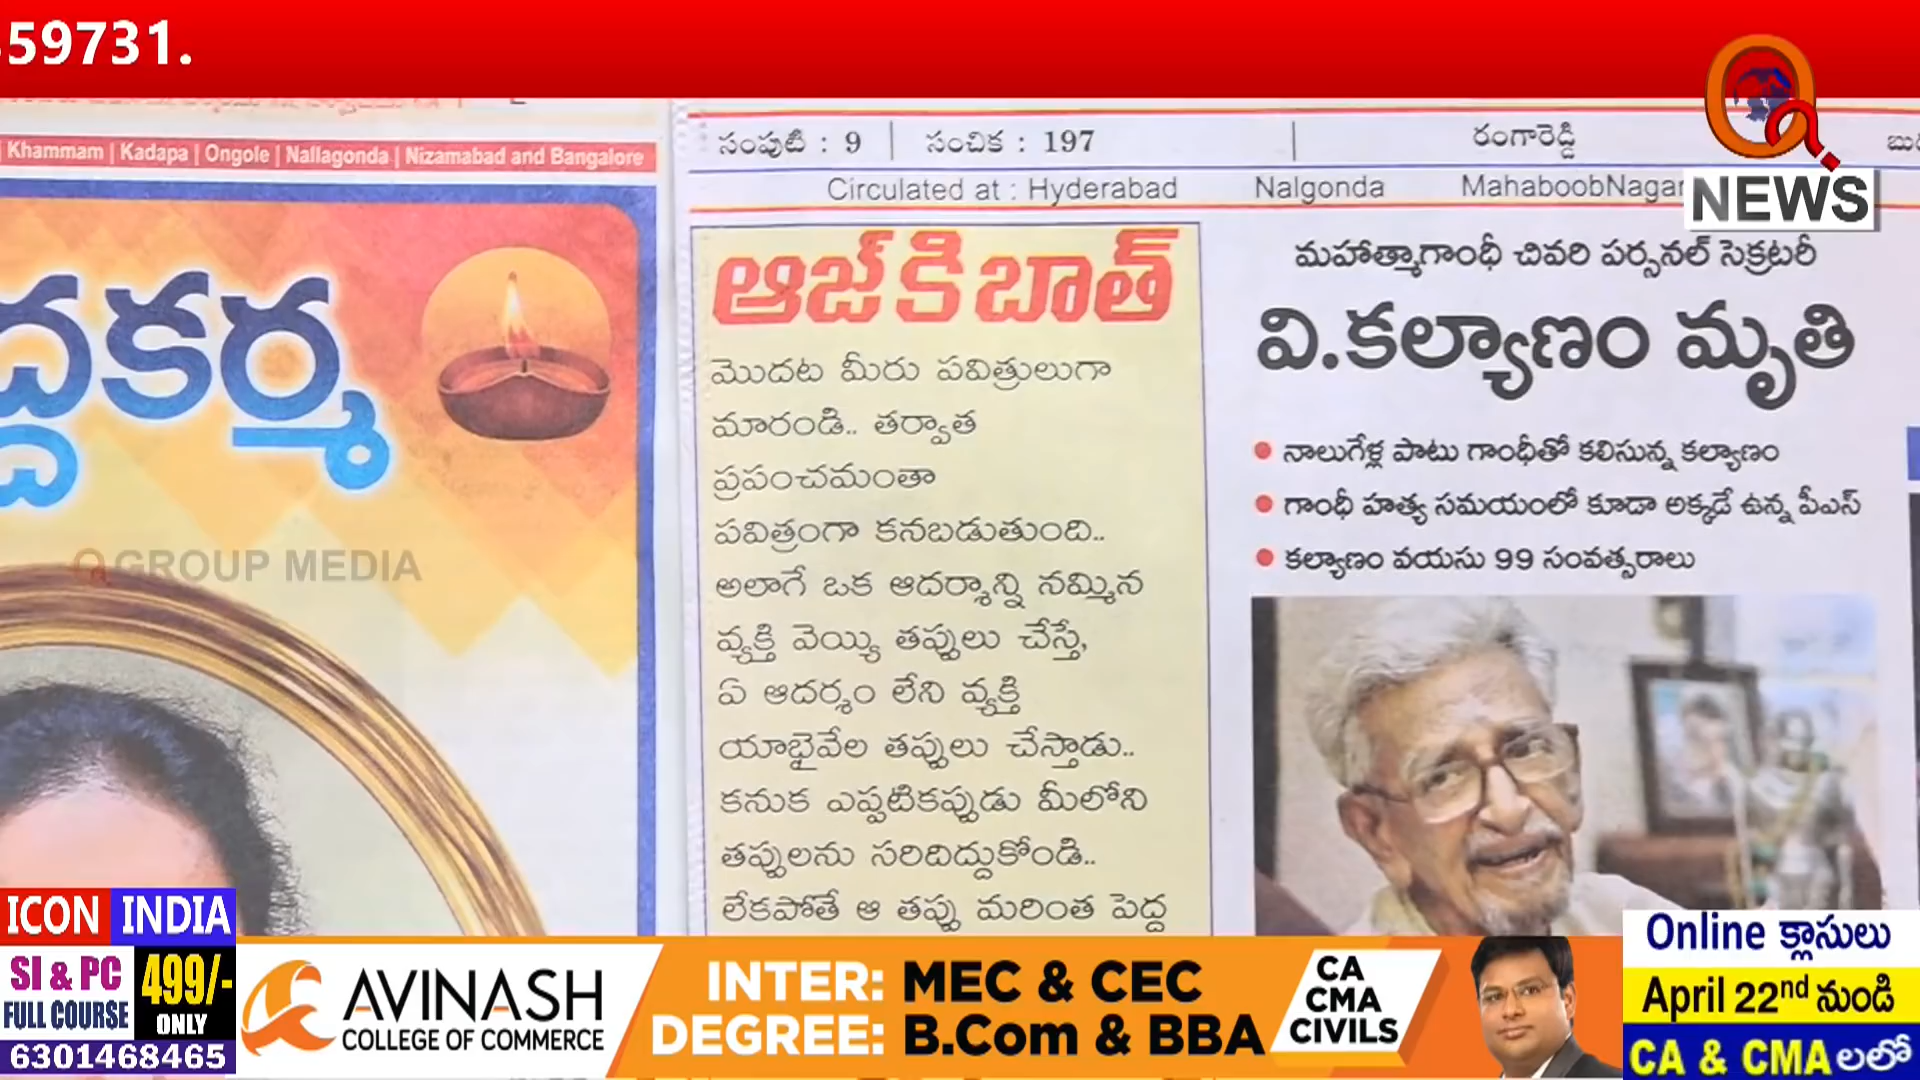 59731.
Khammam | Kadapa | Ongole | Nallagonda | Nizamabad and Bangalore
ద్దకర్మ
Q GROUP MEDIA
సంపుటి : 9 | సంచిక : 197 | రంగారెడ్డి
Circulated at : Hyderabad Nalgonda MahaboobNagar
Q NEWS
ఆజ్ కి బాత్
మొదట మీరు పవిత్రులుగా
మారండి.. తర్వాత
ప్రపంచమంతా
పవిత్రంగా కనబడుతుంది..
అలాగే ఒక ఆదర్శాన్ని నమ్మిన
వ్యక్తి వెయ్యి తప్పులు చేస్తే,
ఏ ఆదర్శం లేని వ్యక్తి
యాభైవేల తప్పులు చేస్తాడు..
కనుక ఎప్పటికప్పుడు మీలోని
తప్పులను సరిదిద్దుకోండి..
లేకపోతే ఆ తప్పు మరింత పెద్ద
మహాత్మాగాంధీ చివరి పర్సనల్ సెక్రటరీ
వి.కల్యాణం మృతి
• నాలుగేళ్ల పాటు గాంధీతో కలిసున్న కల్యాణం
• గాంధీ హత్య సమయంలో కూడా అక్కడే ఉన్న పీఎస్
• కల్యాణం వయసు 99 సంవత్సరాలు
ICON INDIA
SI & PC
FULL COURSE
499/-
ONLY
6301468465
AVINASH
COLLEGE OF COMMERCE
INTER: MEC & CEC
DEGREE: B.Com & BBA
CA
CMA
CIVILS
Online క్లాసులు
April 22nd నుండి
CA & CMA లలో